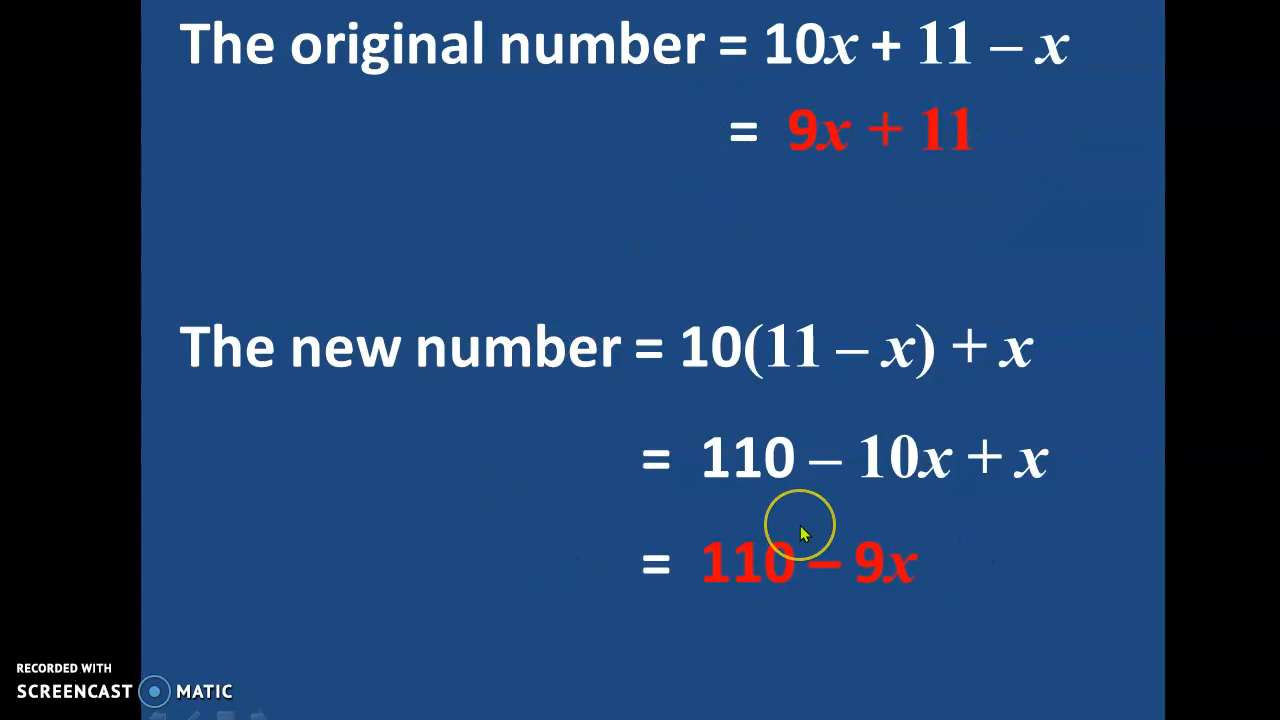 The original number = 10x + 11 – x
= 9x + 11
The new number = 10(11 – x) + x
= 110 – 10x + x
= 110 – 9x
RECORDED WITH
SCREENCAST MATIC